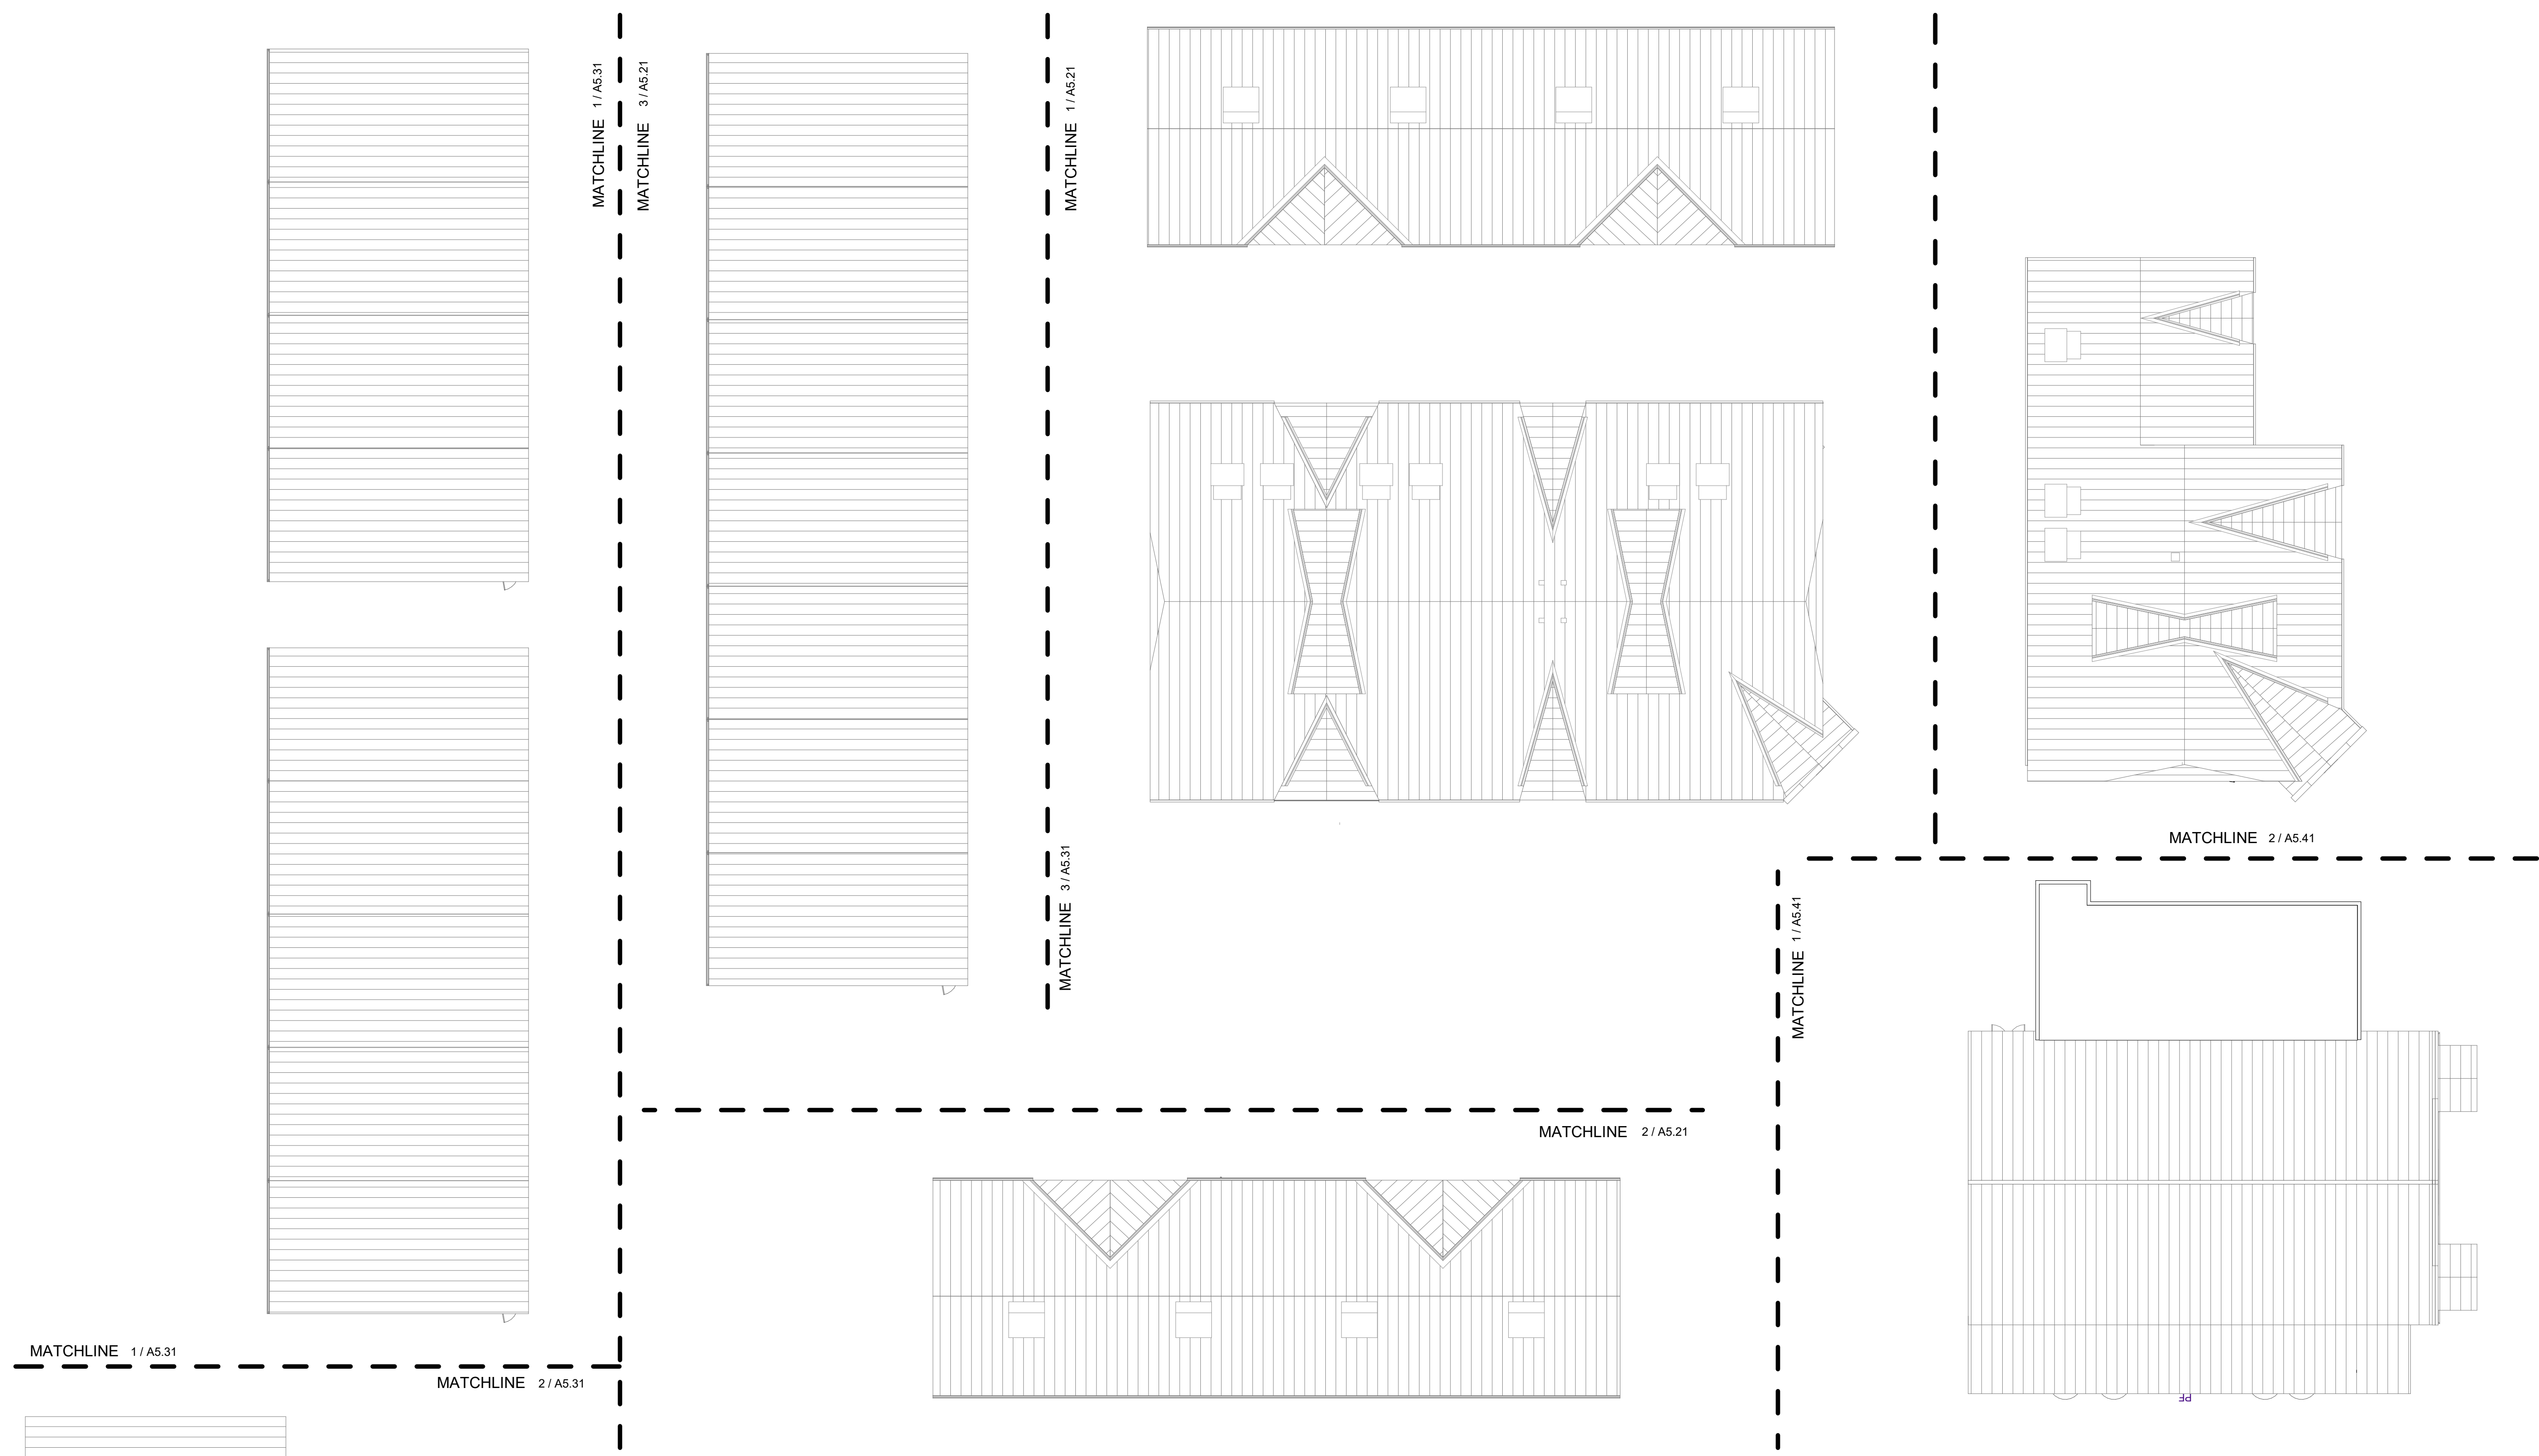 MATCHLINE 1 / A5.31
MATCHLINE 3 / A5.21
MATCHLINE 1 / A5.21
MATCHLINE 3 / A5.31
MATCHLINE 2 / A5.41
MATCHLINE 1 / A5.41
MATCHLINE 2 / A5.21
MATCHLINE 1 / A5.31
MATCHLINE 2 / A5.31
PF